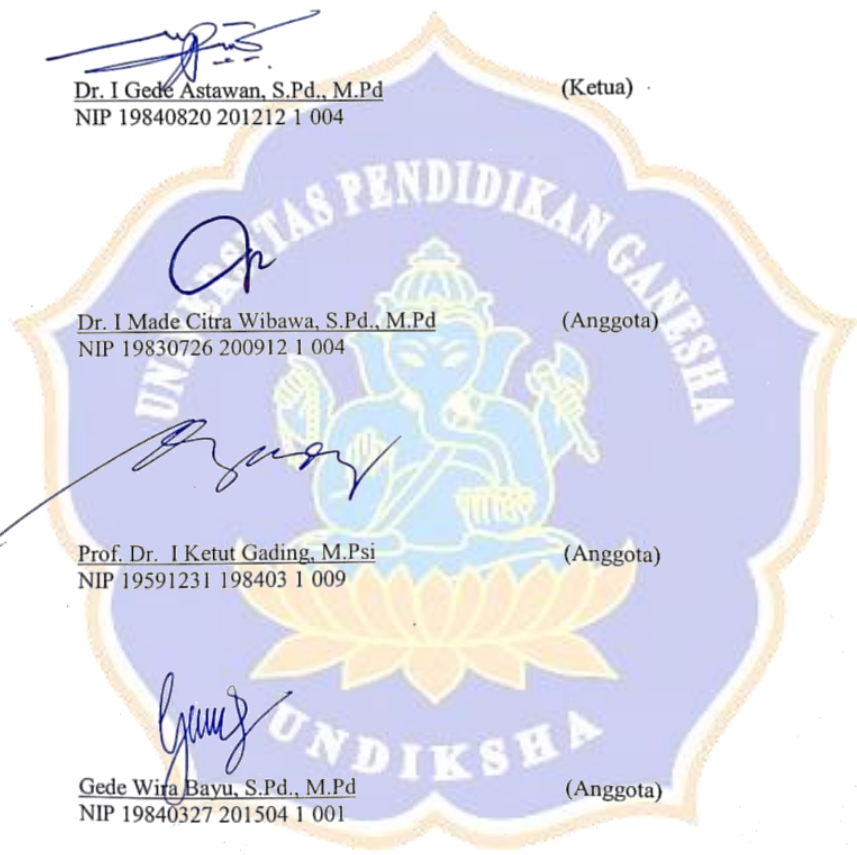 Dr. I Gede Astawan, S.Pd., M.Pd (Ketua)
NIP 19840820 201212 1 004
UNIVERSITAS PENDIDIKAN GANESHA
Dr. I Made Citra Wibawa, S.Pd., M.Pd (Anggota)
NIP 19830726 200912 1 004
Prof. Dr. I Ketut Gading, M.Psi (Anggota)
NIP 19591231 198403 1 009
UNDIKSHA
Gede Wira Bayu, S.Pd., M.Pd (Anggota)
NIP 19840327 201504 1 001